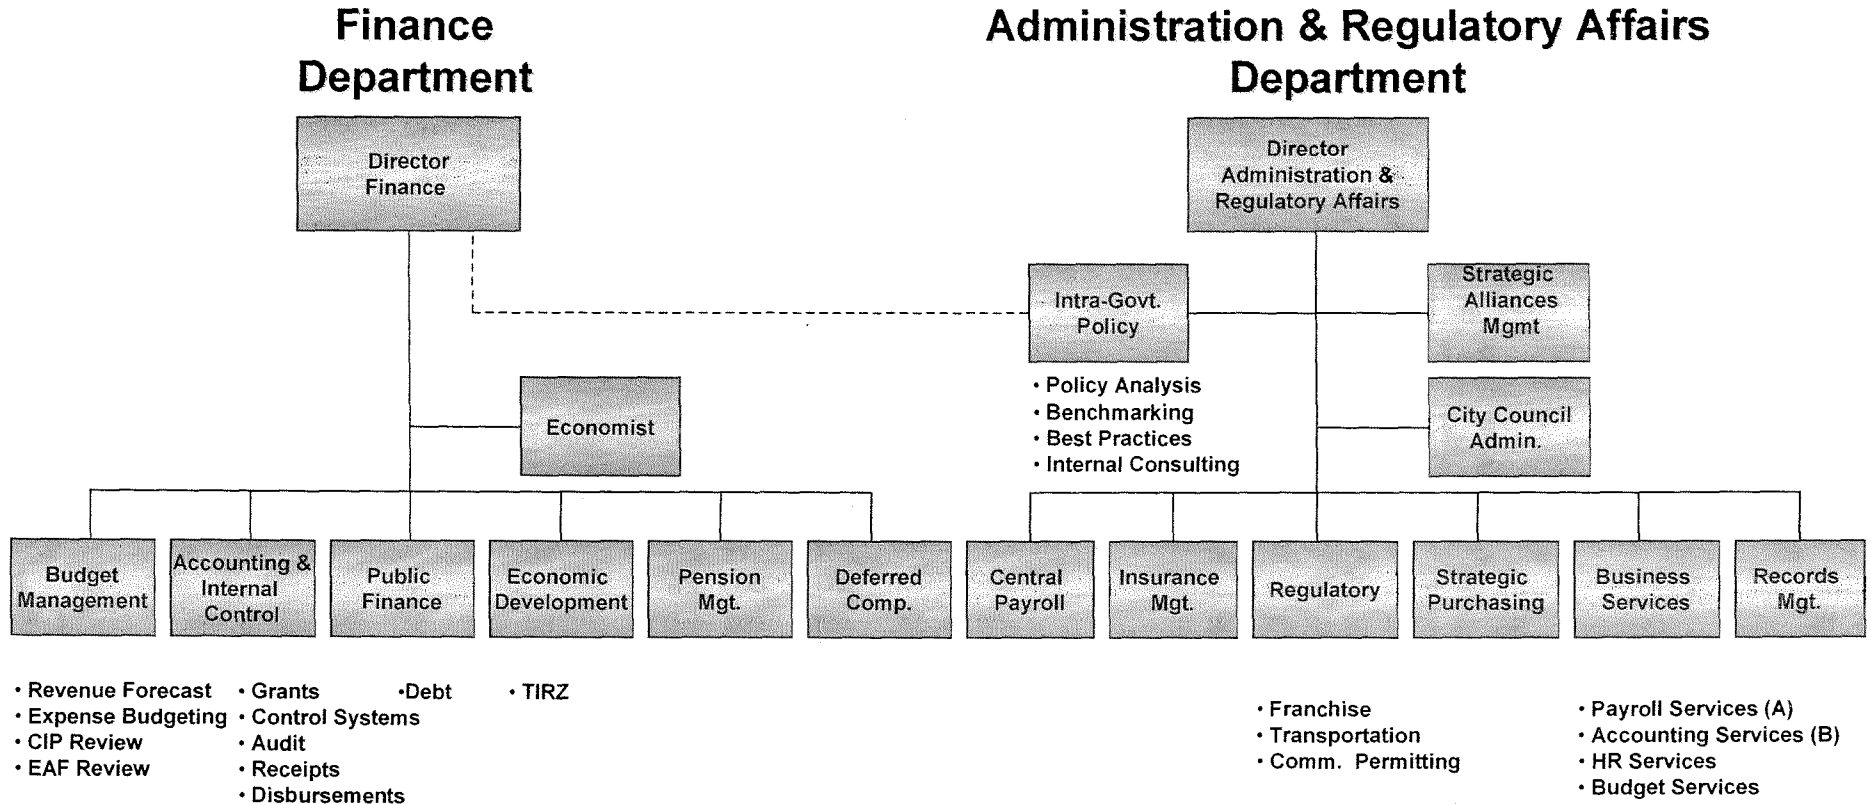 Finance
Department
Administration & Regulatory Affairs
Department
Director
Finance
Director
Administration &
Regulatory Affairs
Intra-Govt.
Policy
Strategic
Alliances
Mgmt
• Policy Analysis
• Benchmarking
• Best Practices
• Internal Consulting
Economist
City Council
Admin.
Budget
Management
Accounting &
Internal
Control
Public
Finance
Economic
Development
Pension
Mgt.
Deferred
Comp.
Central
Payroll
Insurance
Mgt.
Regulatory
Strategic
Purchasing
Business
Services
Records
Mgt.
• Revenue Forecast
• Expense Budgeting
• CIP Review
• EAF Review
• Grants
• Control Systems
• Audit
• Receipts
• Disbursements
•Debt
• TIRZ
• Franchise
• Transportation
• Comm. Permitting
• Payroll Services (A)
• Accounting Services (B)
• HR Services
• Budget Services